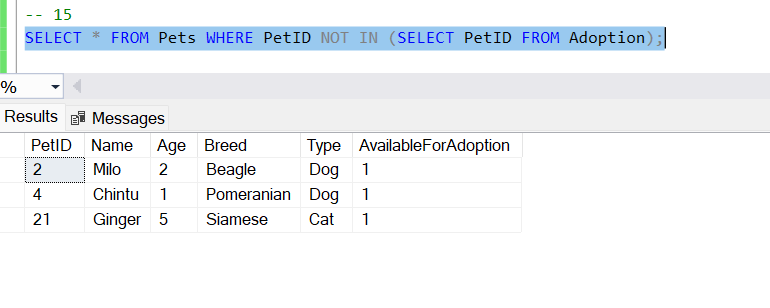 -- 15
SELECT * FROM Pets WHERE PetID NOT IN (SELECT PetID FROM Adoption);
%
Results Messages
PetID Name Age Breed Type AvailableForAdoption
2 Milo 2 Beagle Dog 1
4 Chintu 1 Pomeranian Dog 1
21 Ginger 5 Siamese Cat 1